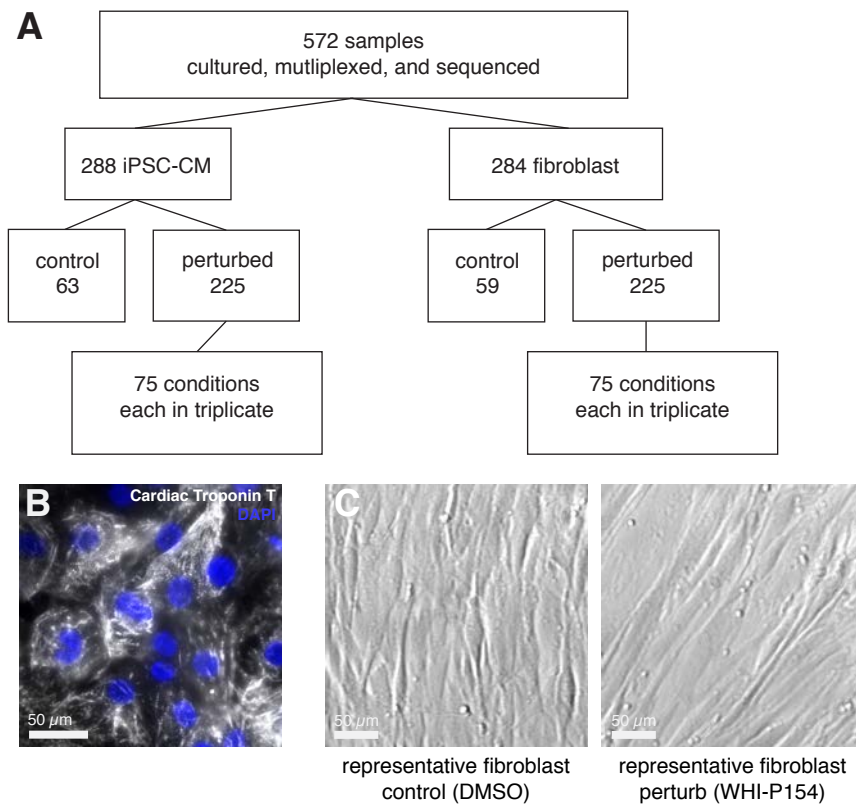 A
572 samples
cultured, mutliplexed, and sequenced
288 iPSC-CM
284 fibroblast
control
63
perturbed
225
control
59
perturbed
225
75 conditions
each in triplicate
75 conditions
each in triplicate
B
Cardiac Troponin T
DAPI
50 µm
C
50 µm
50 µm
representative fibroblast
control (DMSO)
representative fibroblast
perturb (WHI-P154)